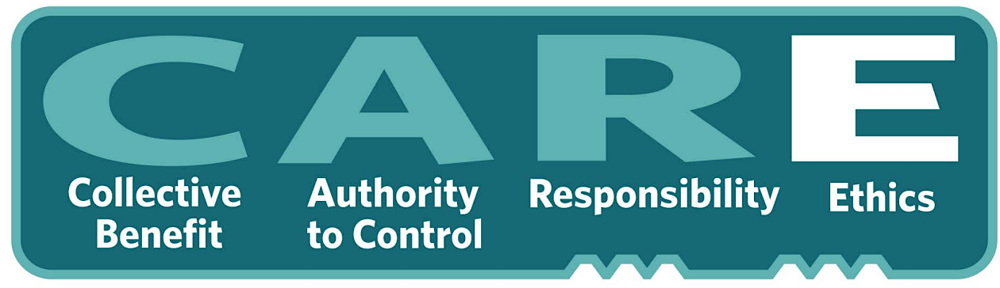 CARE
Collective
Benefit
Authority
to Control
Responsibility
Ethics